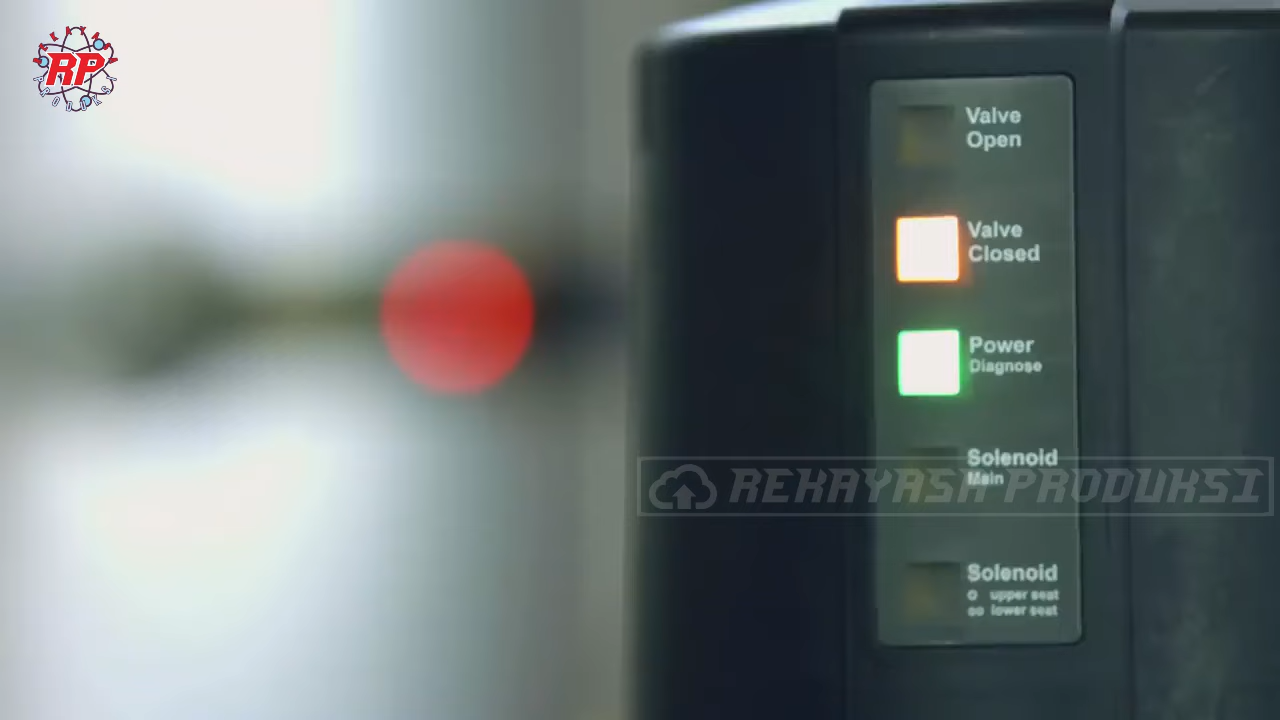 RP
Valve
Open
Valve
Closed
Power
Diagnose
Solenoid
Main
REKAYASA PRODUKSI
Solenoid
o upper seat
oo lower seat